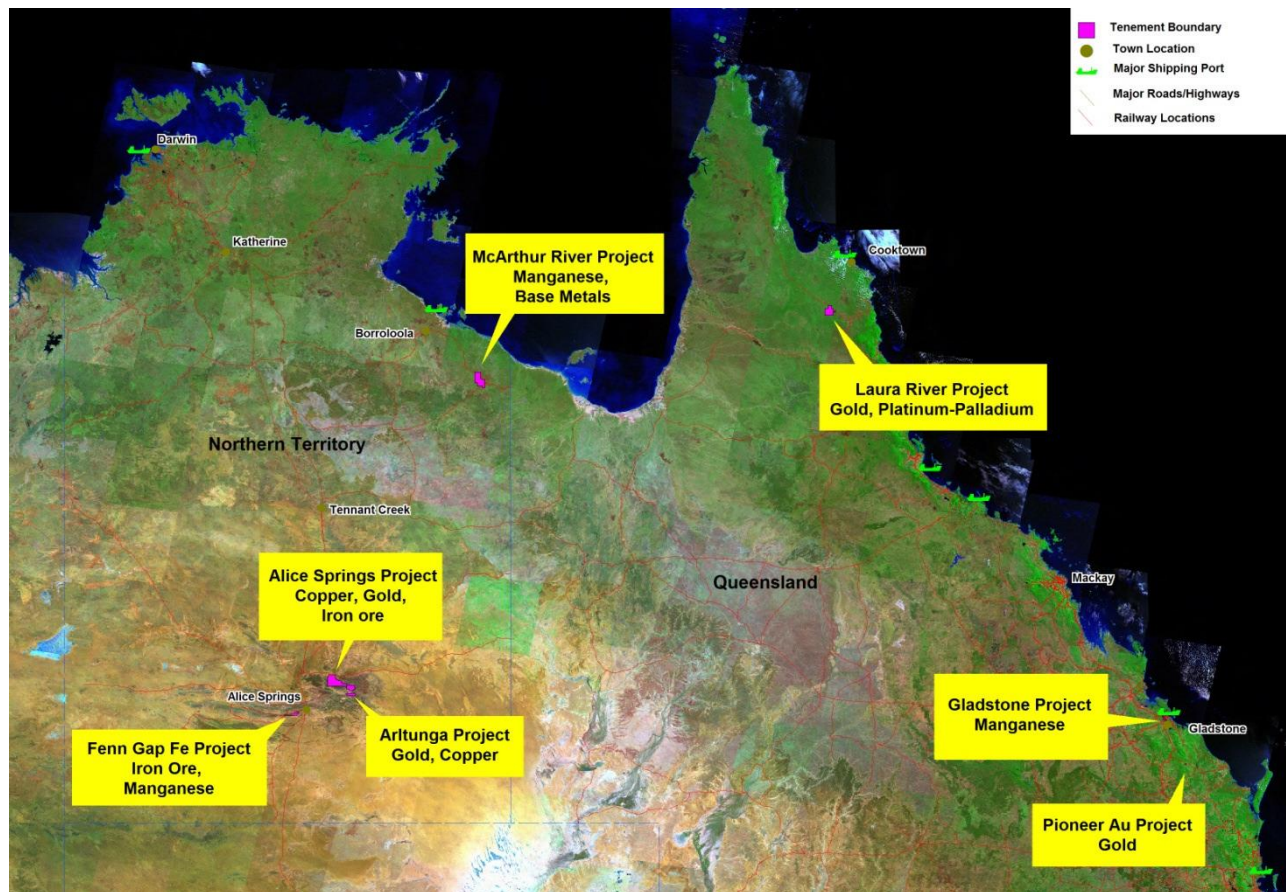 Tenement Boundary
Town Location
Major Shipping Port
Major Roads/Highways
Railway Locations
Darwin
Katherine
McArthur River Project
Manganese,
Base Metals
Cooktown
Borroloola
Laura River Project
Gold, Platinum-Palladium
Northern Territory
Tennant Creek
Alice Springs Project
Copper, Gold,
Iron ore
Queensland
Mackay
Alice Springs
Gladstone Project
Manganese
Gladstone
Fenn Gap Fe Project
Iron Ore,
Manganese
Arltunga Project
Gold, Copper
Pioneer Au Project
Gold